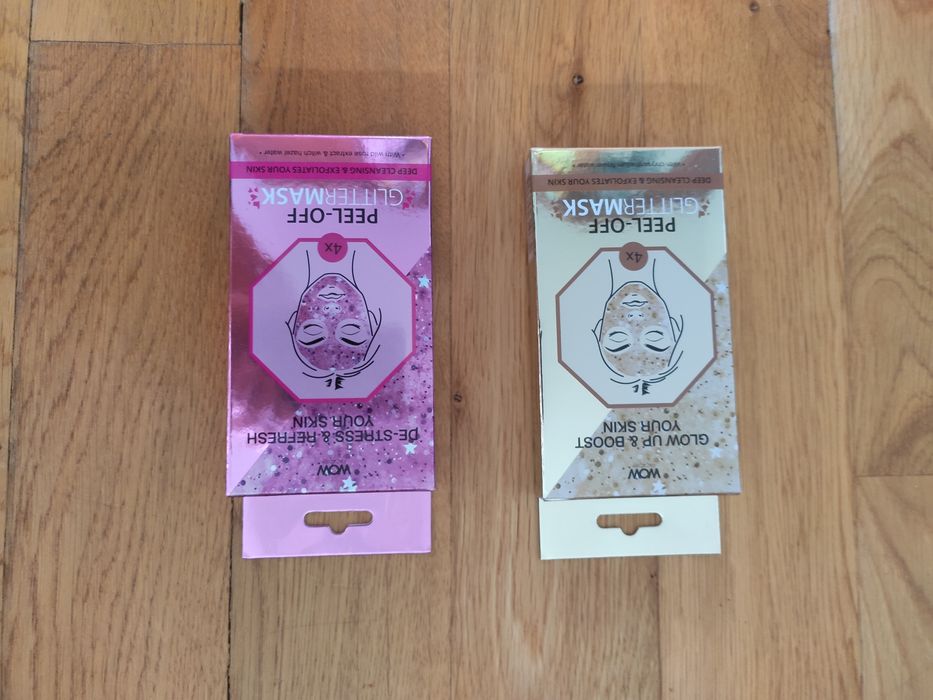 WOW
DE-STRESS & REFRESH
YOUR SKIN
4x
PEEL-OFF
GLITTERMASK
DEEP CLEANSING & EXFOLIATES YOUR SKIN
• With wild rose extract & witch hazel water •
WOW
GLOW UP & BOOST
YOUR SKIN
4x
PEEL-OFF
GLITTERMASK
DEEP CLEANSING & EXFOLIATES YOUR SKIN